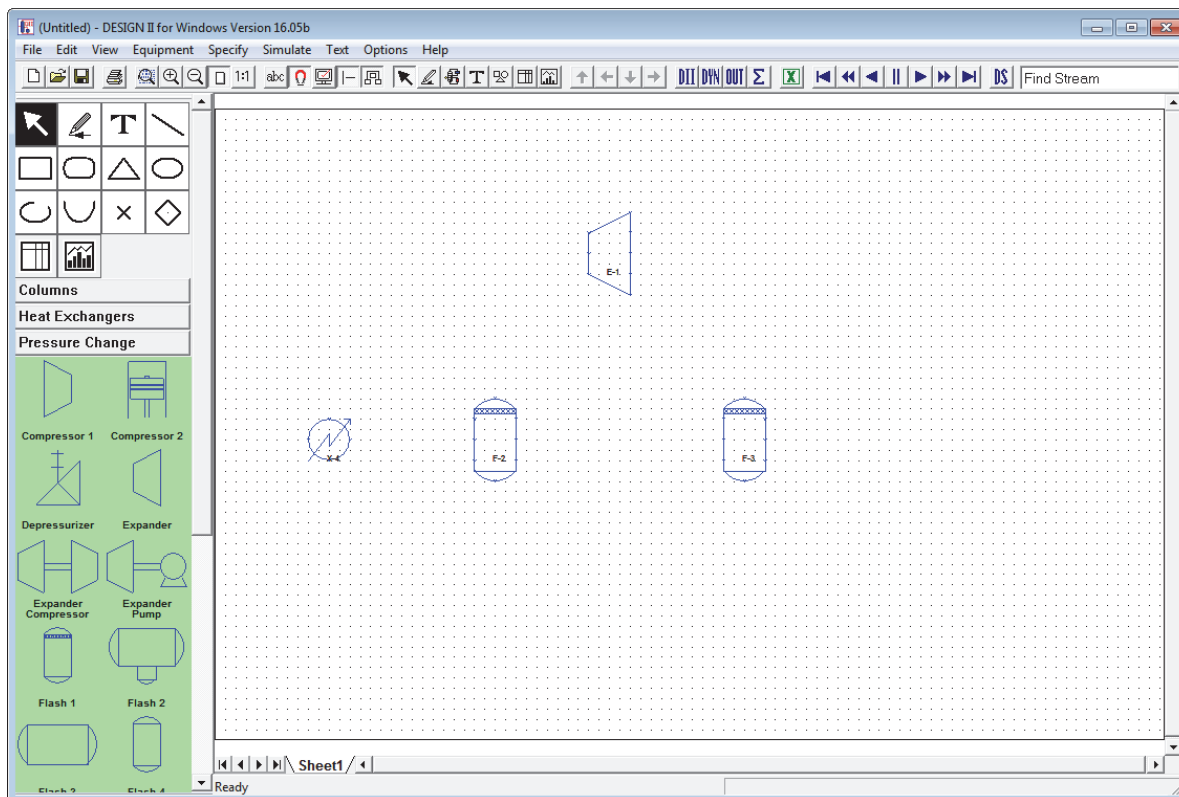 (Untitled) - DESIGN II for Windows Version 16.05b
File Edit View Equipment Specify Simulate Text Options Help
1:1 abc T DII DYN OUT Σ X DS Find Stream
T
Columns
Heat Exchangers
Pressure Change
Compressor 1 Compressor 2
Depressurizer Expander
Expander Compressor Expander Pump
Flash 1 Flash 2
E-1
X-4 F-2 F-3
Sheet1
Ready